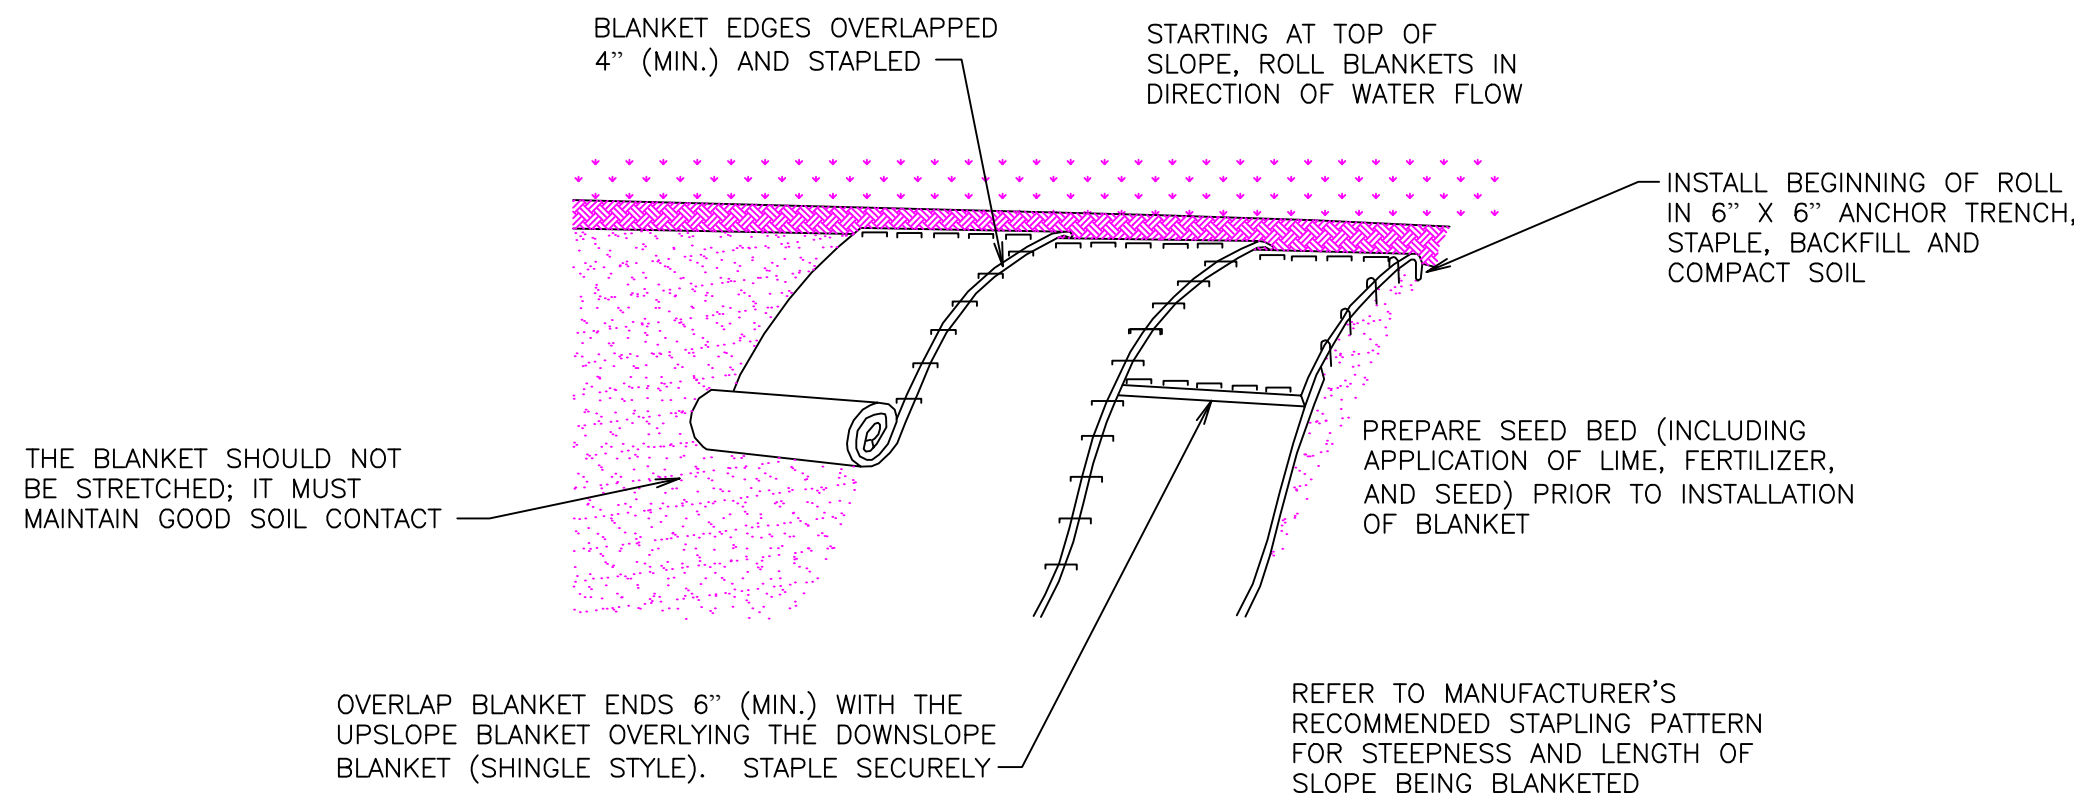 BLANKET EDGES OVERLAPPED
4” (MIN.) AND STAPLED
STARTING AT TOP OF
SLOPE, ROLL BLANKETS IN
DIRECTION OF WATER FLOW
INSTALL BEGINNING OF ROLL
IN 6” X 6” ANCHOR TRENCH,
STAPLE, BACKFILL AND
COMPACT SOIL
THE BLANKET SHOULD NOT
BE STRETCHED; IT MUST
MAINTAIN GOOD SOIL CONTACT
PREPARE SEED BED (INCLUDING
APPLICATION OF LIME, FERTILIZER,
AND SEED) PRIOR TO INSTALLATION
OF BLANKET
OVERLAP BLANKET ENDS 6” (MIN.) WITH THE
UPSLOPE BLANKET OVERLYING THE DOWNSLOPE
BLANKET (SHINGLE STYLE). STAPLE SECURELY
REFER TO MANUFACTURER’S
RECOMMENDED STAPLING PATTERN
FOR STEEPNESS AND LENGTH OF
SLOPE BEING BLANKETED